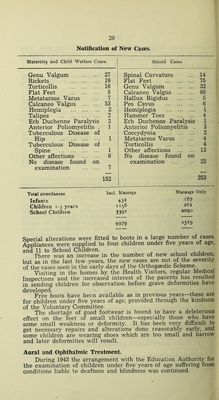 20
Notification of New Cases.
Maternity and Child Welfare Cases.
Genu Valgum ... ... 27
Rickets ... ... 19
Torticollis ... ... 16
Flat Feet ... ... 8
Metatarsus Varus ... 7
Calcaneo Valgus ... 53
Hemiplegia ... ... 2
Talipes ... ... 2
Erb Duchenne Paralysis 2
Anterior Poliomyelitis . 1
Tuberculous Disease of
Hip ... ... 1
Tuberculous Disease of
Spine ... ... 1
Other affections ... 6
No disease found on
examination ... 7
152
School Cases
Spinal Curvature ... 14
Flat Feet ... ... 75
Genu Valgum ... 32
Calcaneo Valgus ... 66
Hallux Rigidus ... 5
Pes Cavus ... ... 6
Hemiplegia ... ... 1
Hammer Toes ... 4
Erb Duchenne Paralysis 1
Anterior Poliomyelitis . 3
Coccydynia ... ... 2
Metatarsus Varus ... 4
Torticollis ... ... 4
Other affections ... 13
No disease found on
examination ... 23
253
Total attendances Incl. Massage Massage Only
Infants 431 267
Children 1-5 years 1156 162
School Children 3392 1090
4979 1519
Special alterations were fitted to boots in a large number of cases.
Appliances were supplied to four children under five years of age,
and 11 to School Children.
There was an increase in the number of new school children,
but as in the last few years, the new cases are not of the severity
of the cases seen in the early days of the Orthopædic Scheme.
Visiting in the homes by the Health Visitors, regular Medical
Inspections and the increased interest of the parents has resulted
in sending children for observation before grave deformities have
developed.
Free boots have been available as in previous years these are
for children under five years of age, provided through the kindness
of the Voluntary Committee.
The shortage of good footwear is bound to have a deleterious
effect on the feet of small children—especially those who have
some small weakness or deformity. It has been very difficult to
get necessary repairs and alterations done reasonably early, and
some children are wearing shoes which are too small and narrow
and later deformities will result.
Aural and Ophthalmic Treatment.
During 1943 the arrangement with the Education Authority for
the examination of children under five years of age suffering from
conditions liable to deafness and blindness was continued.